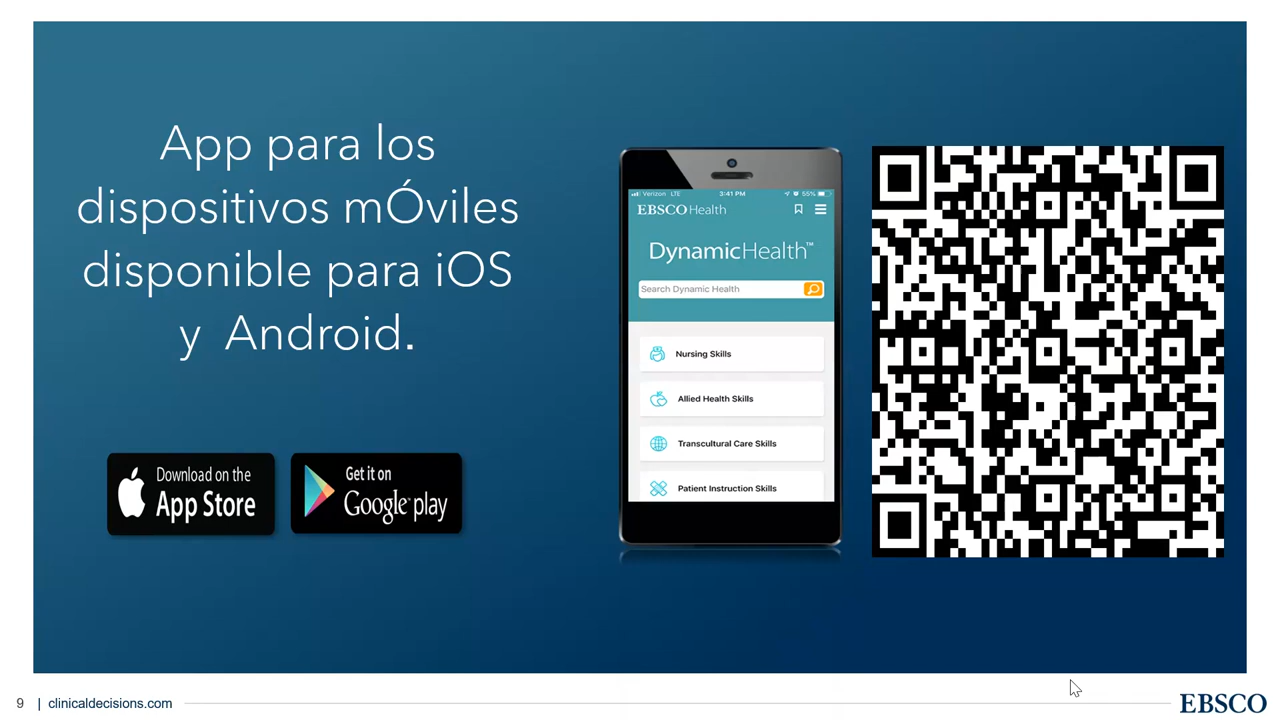 App para los
dispositivos mÓviles
disponible para iOS
y Android.
Download on the
App Store
Get it on
Google play
Verizon LTE 3:41 PM 55%
EBSCO Health
DynamicHealth™
Search Dynamic Health
Nursing Skills
Allied Health Skills
Transcultural Care Skills
Patient Instruction Skills
9 | clinicaldecisions.com
EBSCO